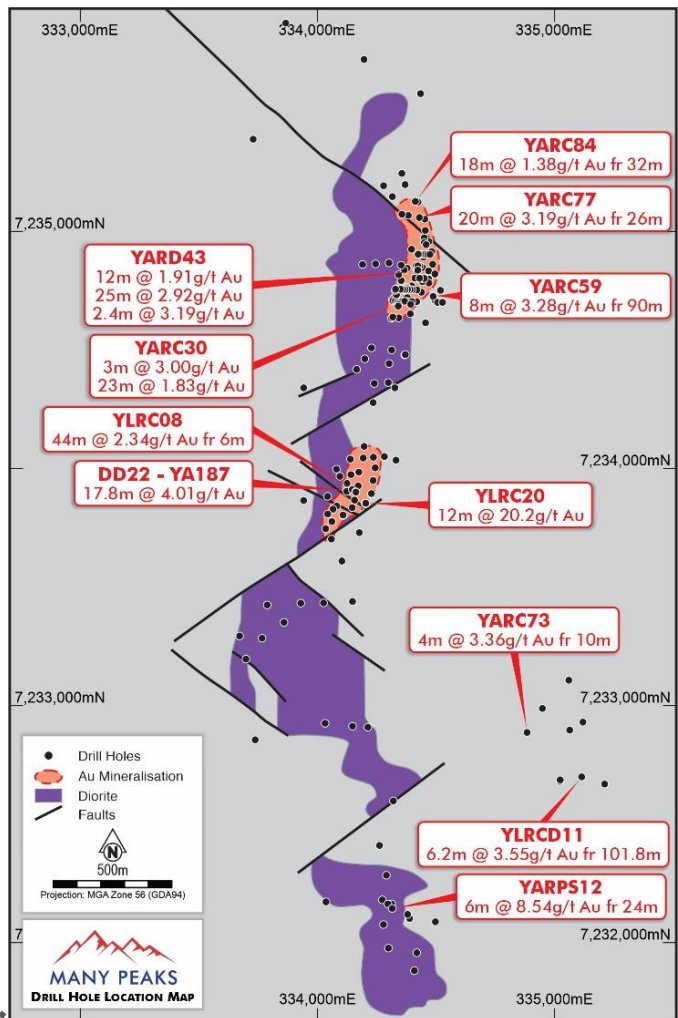 333,000mE
334,000mE
335,000mE
YARC84
18m @ 1.38g/t Au fr 32m
YARC77
20m @ 3.19g/t Au fr 26m
7,235,000mN
YARD43
12m @ 1.91g/t Au
25m @ 2.92g/t Au
2.4m @ 3.19g/t Au
YARC59
8m @ 3.28g/t Au fr 90m
YARC30
3m @ 3.00g/t Au
23m @ 1.83g/t Au
YLRC08
44m @ 2.34g/t Au fr 6m
7,234,000mN
DD22 - YA187
17.8m @ 4.01g/t Au
YLRC20
12m @ 20.2g/t Au
YARC73
4m @ 3.36g/t Au fr 10m
7,233,000mN
7,233,000mN
Drill Holes
Au Mineralisation
Diorite
Faults
N
500m
Projection: MGA Zone 56 (GDA94)
YLRCD11
6.2m @ 3.55g/t Au fr 101.8m
YARPS12
6m @ 8.54g/t Au fr 24m
MANY PEAKS
DRILL HOLE LOCATION MAP
7,232,000mN
334,000mE
335,000mE